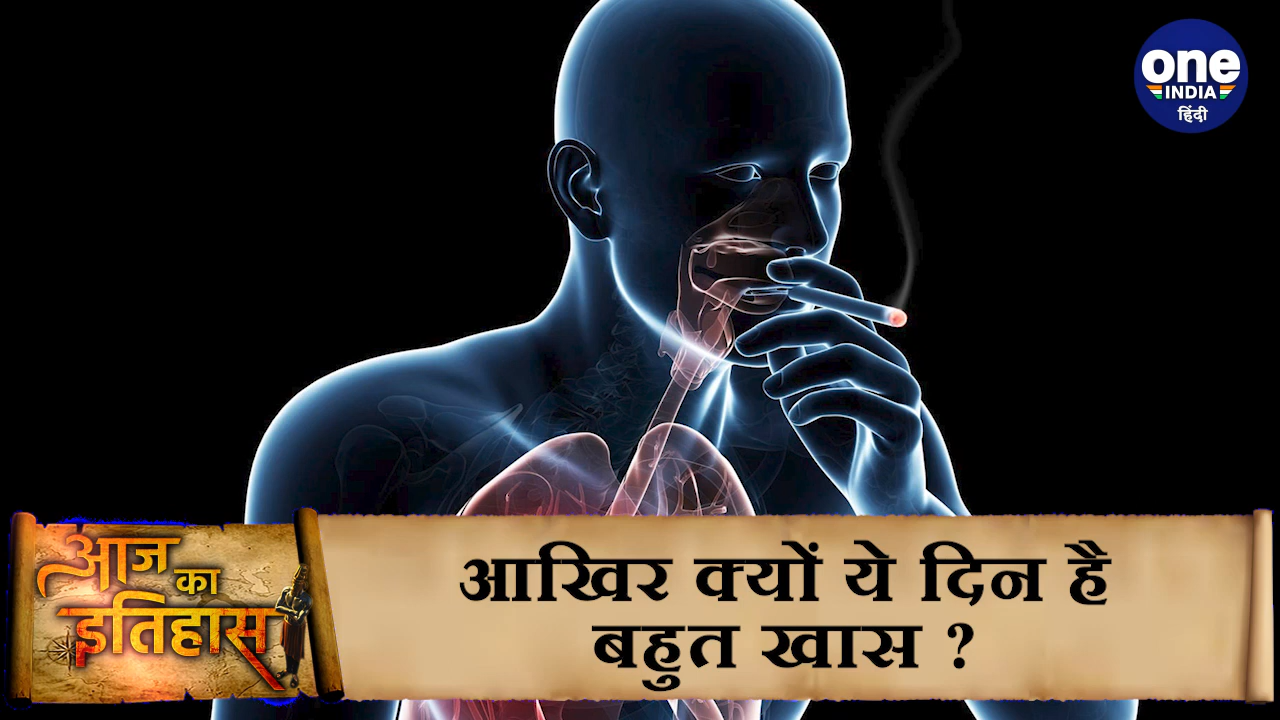 one
INDIA
हिंदी
आज
का
इतिहास
आखिर क्यों ये दिन है
बहुत खास ?